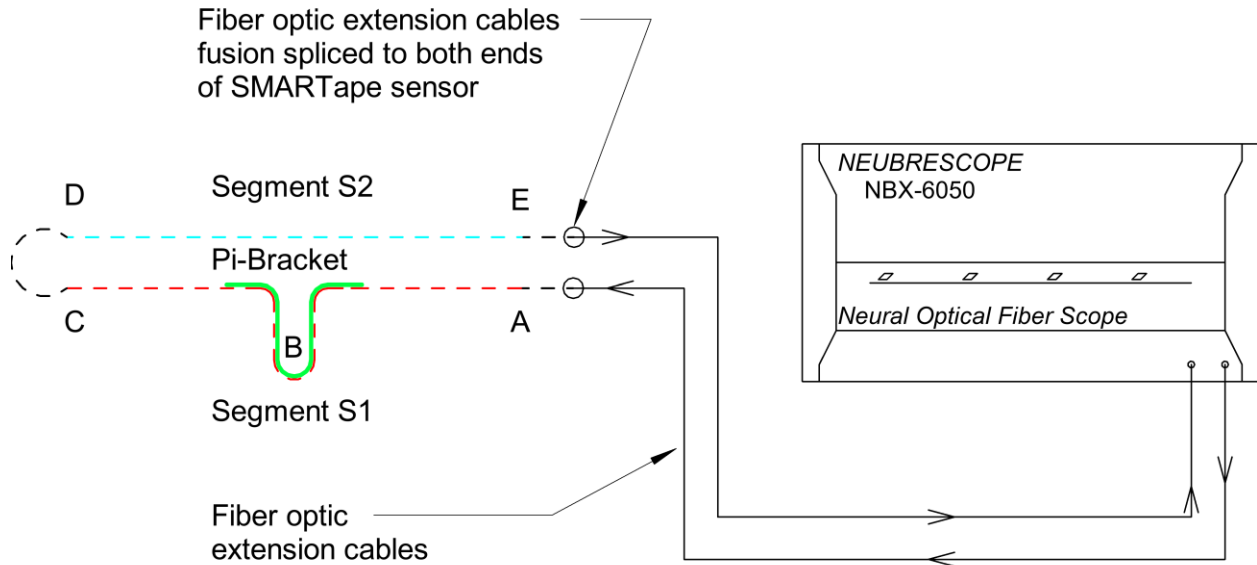 Fiber optic extension cables
fusion spliced to both ends
of SMARTape sensor
NEUBRESCOPE
NBX-6050
D
Segment S2
E
Pi-Bracket
C
B
A
Neural Optical Fiber Scope
Segment S1
Fiber optic
extension cables